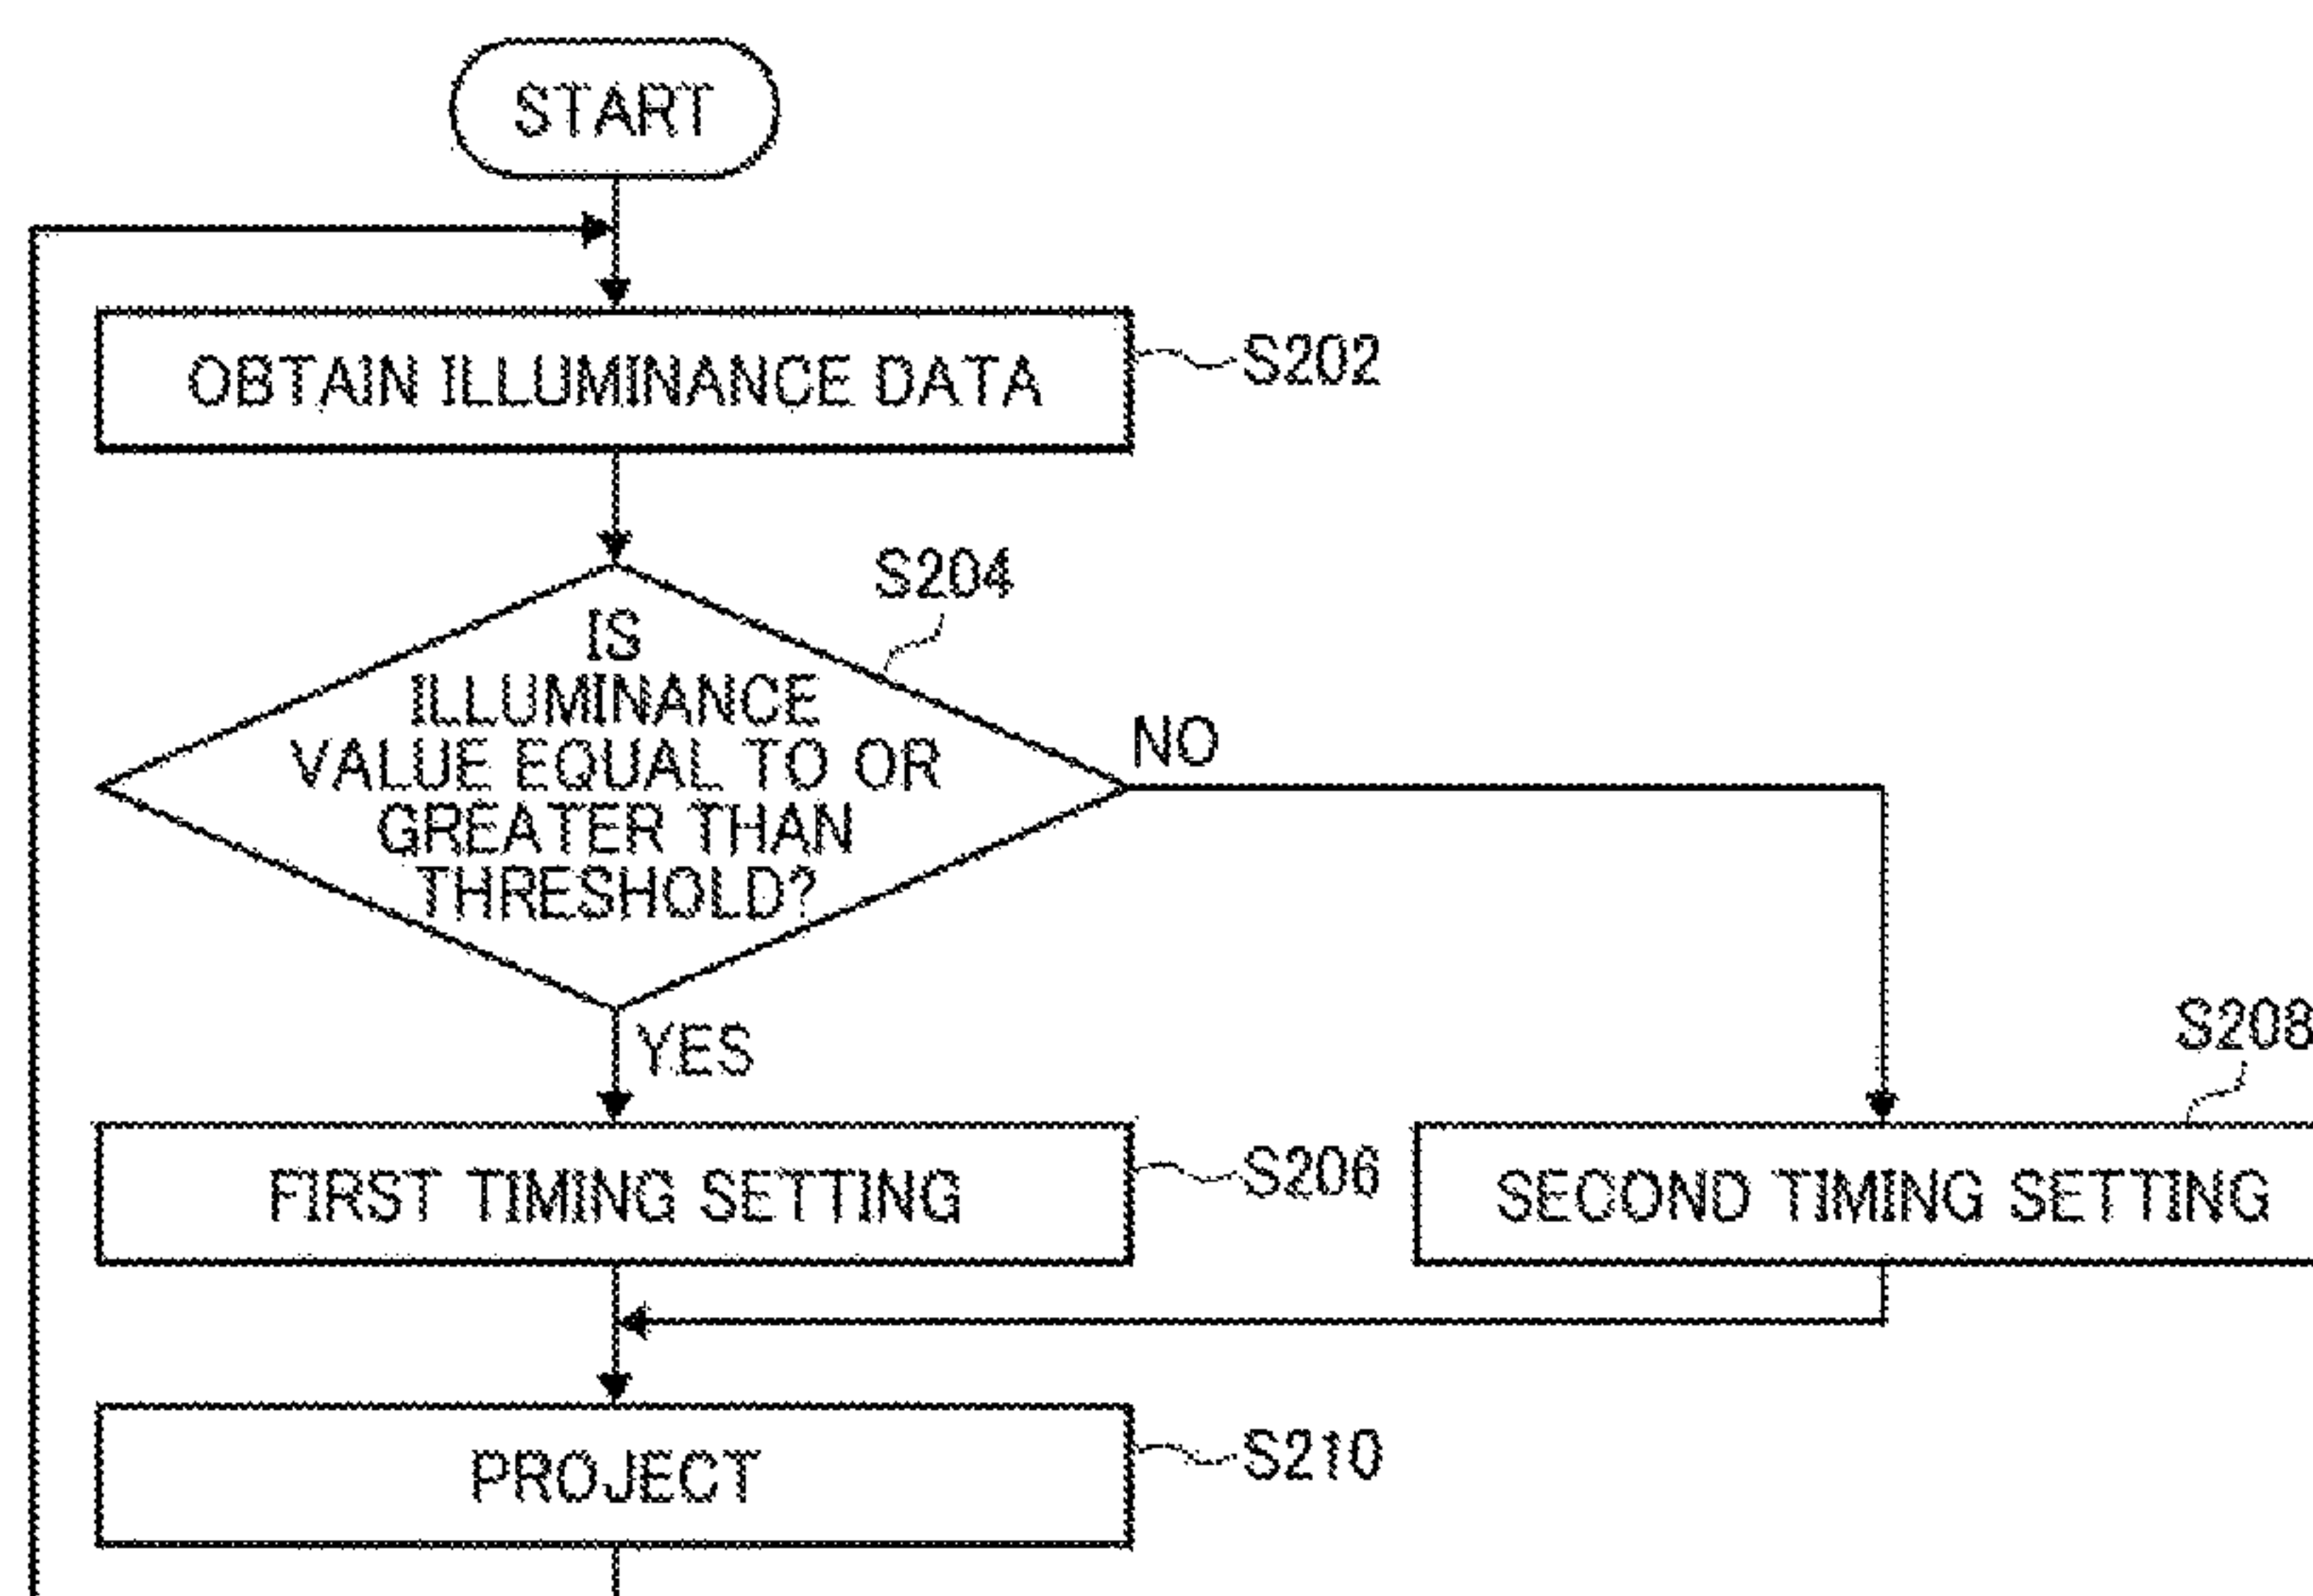 START
OBTAIN ILLUMINANCE DATA
S202
S204
IS
ILLUMINANCE
VALUE EQUAL TO OR
GREATER THAN
THRESHOLD?
NO
YES
S208
FIRST TIMING SETTING
S206
SECOND TIMING SETTING
PROJECT
S210